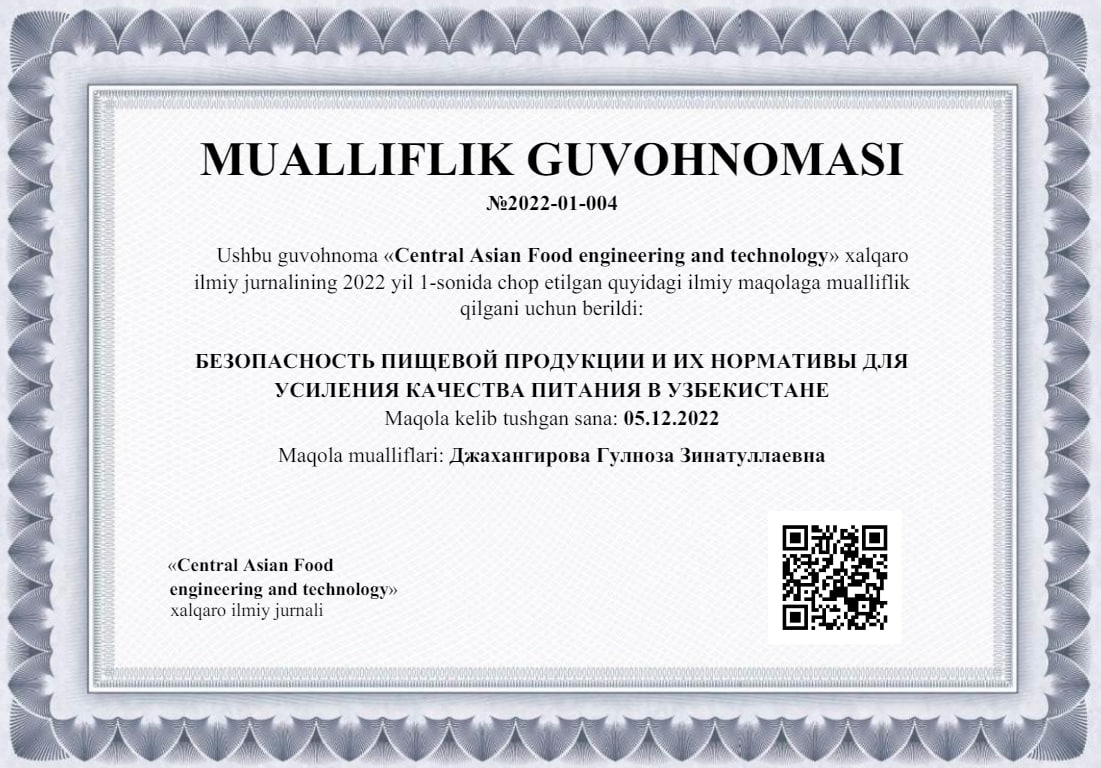 MUALLIFLIK GUVOHNOMASI
№2022-01-004
Ushbu guvohnoma «Central Asian Food engineering and technology» xalqaro
ilmiy jurnalining 2022 yil 1-sonida chop etilgan quyidagi ilmiy maqolaga mualliflik
qilgani uchun berildi:
БЕЗОПАСНОСТЬ ПИЩЕВОЙ ПРОДУКЦИИ И ИХ НОРМАТИВЫ ДЛЯ
УСИЛЕНИЯ КАЧЕСТВА ПИТАНИЯ В УЗБЕКИСТАНЕ
Maqola kelib tushgan sana: 05.12.2022
Maqola mualliflari: Джахангирова Гулноза Зинатуллаевна
«Central Asian Food
engineering and technology»
xalqaro ilmiy jurnali